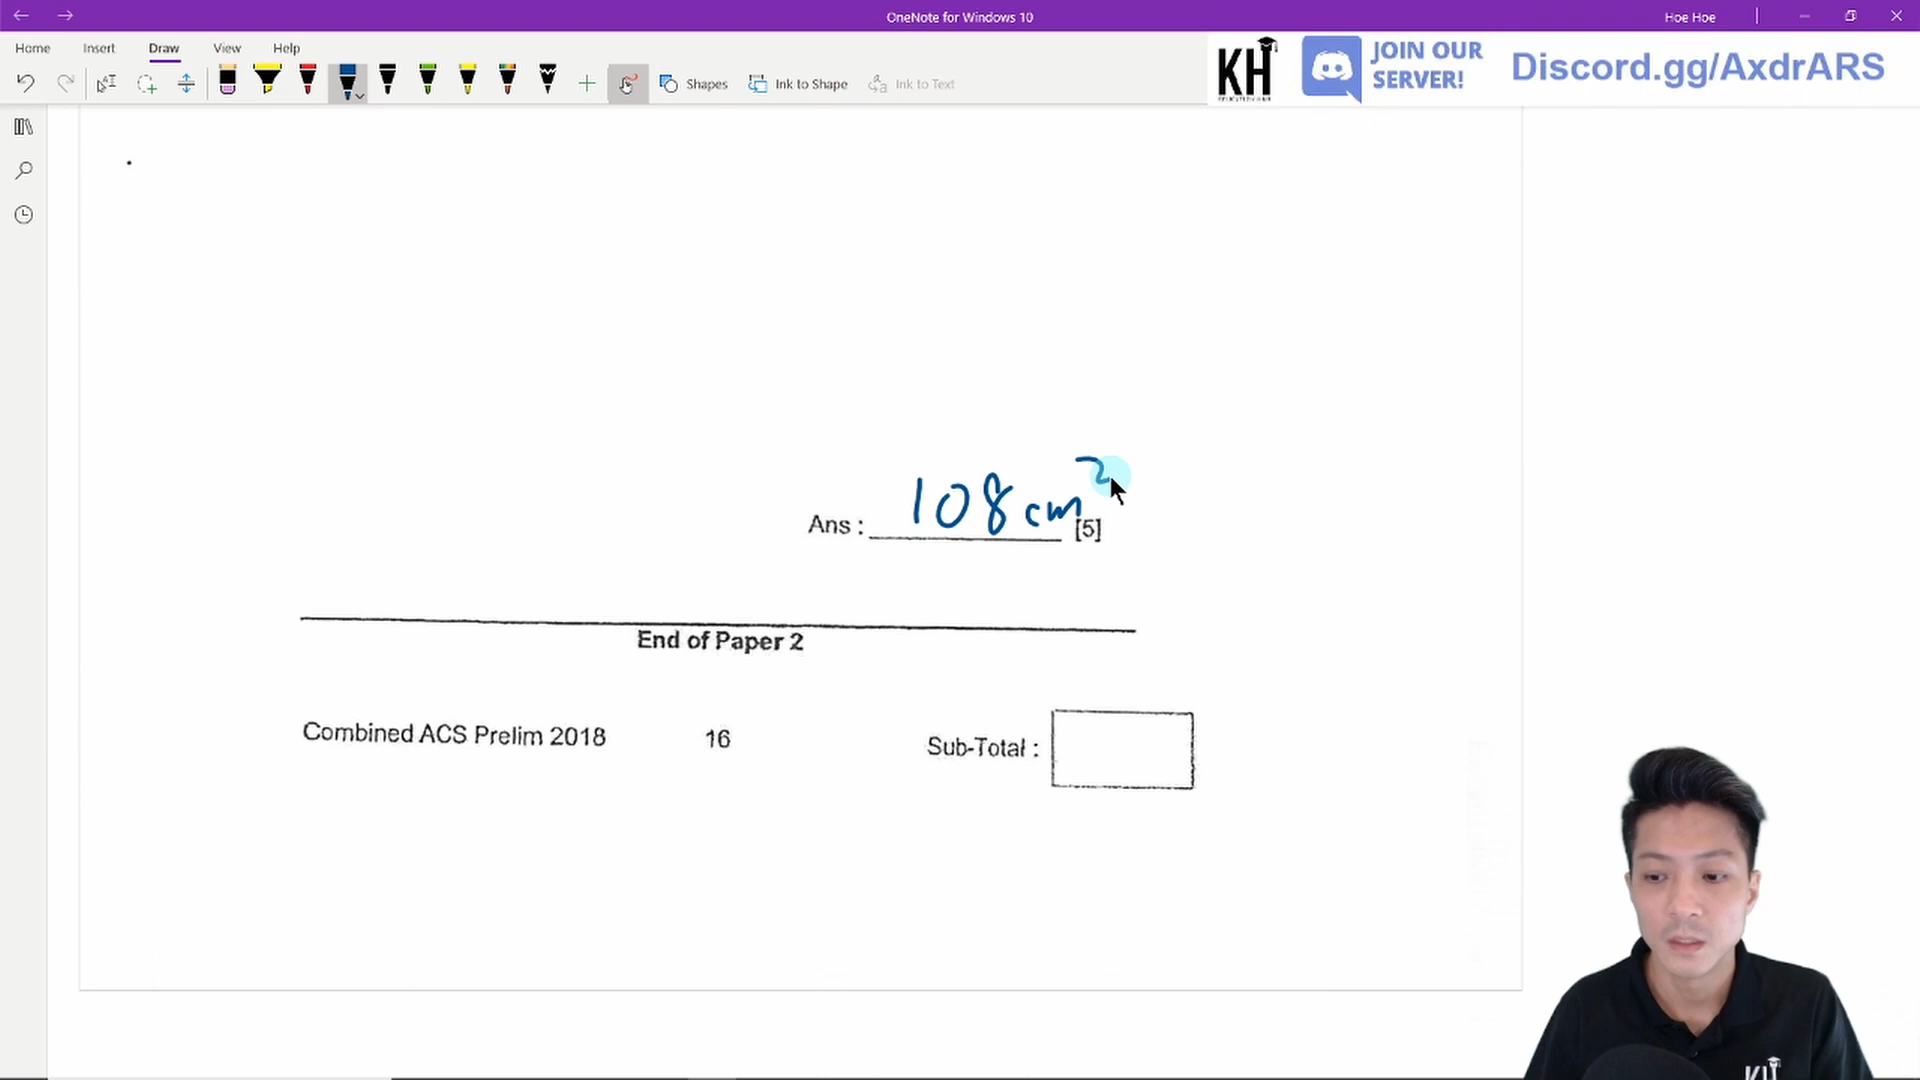 OneNote for Windows 10
Hoe Hoe
Home Insert Draw View Help
Shapes Ink to Shape Ink to Text
KH
JOIN OUR
SERVER!
Discord.gg/AxdrARS
Ans : 108 cm² [5]
End of Paper 2
Combined ACS Prelim 2018 16 Sub-Total :
KH